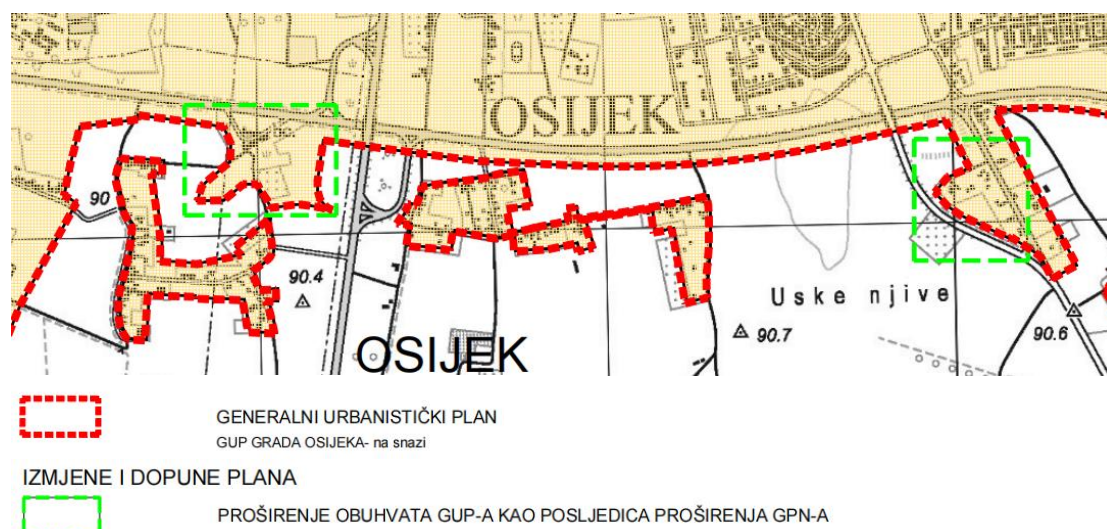 OSIJEK
90
90.4
Uske njive
90.7
90.6
OSIJEK
GENERALNI URBANISTIČKI PLAN
GUP GRADA OSIJEKA- na snazi
IZMJENE I DOPUNE PLANA
PROŠIRENJE OBUHVATA GUP-A KAO POSLJEDICA PROŠIRENJA GPN-A